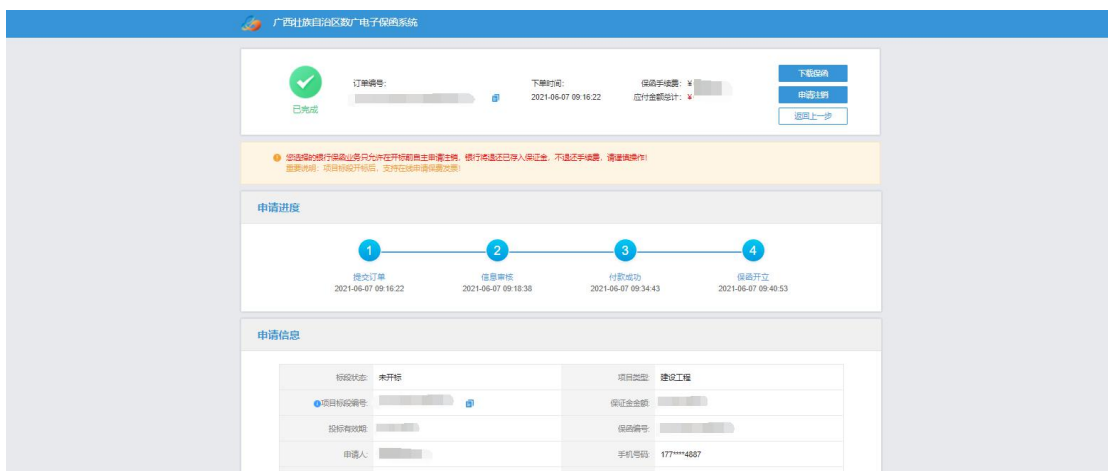 广西壮族自治区数广电子保函系统
已完成
订单编号:
下单时间:
2021-06-07 09:16:22
保函手续费: ¥
应付金额总计: ¥
下载保函
申请注销
返回上一步
您选择的银行保函业务只允许在开标前自主申请注销，银行将退还已存入保证金，不退还手续费，请谨慎操作!
重要说明：项目标段开标后，支持在线申请保费发票!
申请进度
1
2
3
4
提交订单
信息审核
付款成功
保函开立
2021-06-07 09:16:22
2021-06-07 09:18:38
2021-06-07 09:34:43
2021-06-07 09:40:53
申请信息
标段状态: 未开标
项目类型: 建设工程
项目标段编号:
保证金金额:
投标有效期:
保函编号:
申请人:
手机号码: 177****4887